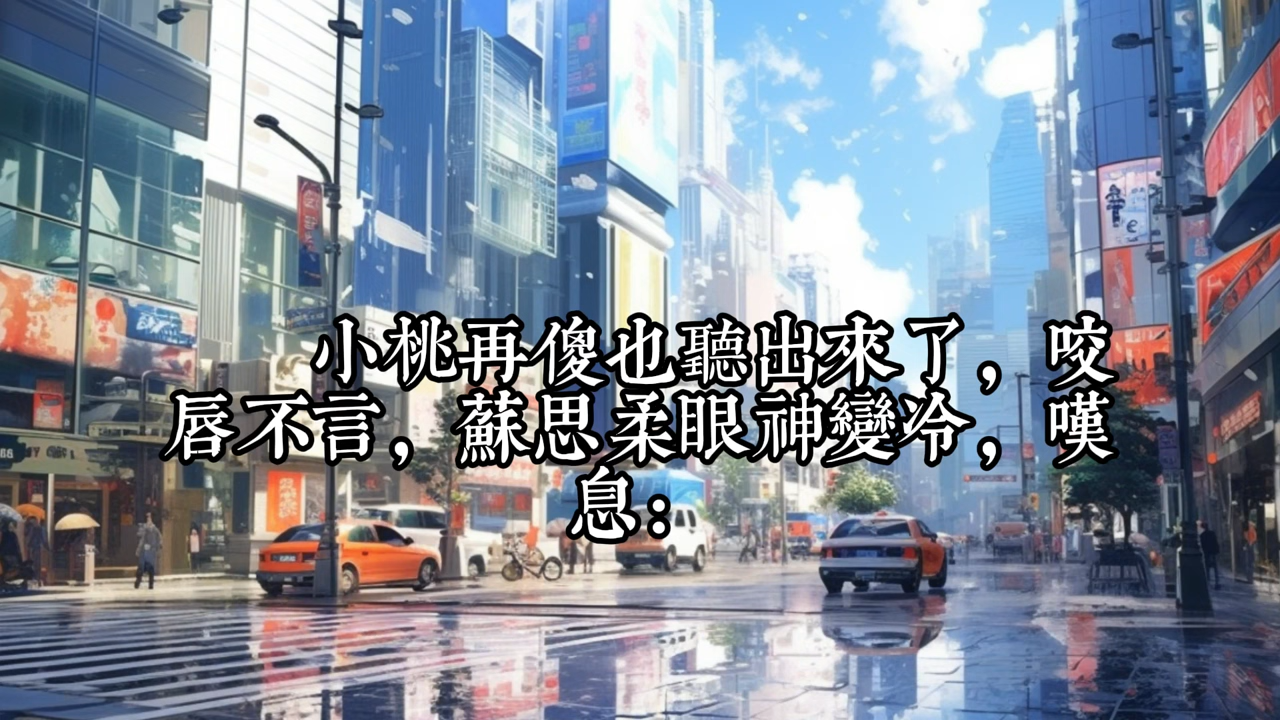 小桃再傻也聽出來了，咬
唇不言，蘇思柔眼神變冷，嘆
息：